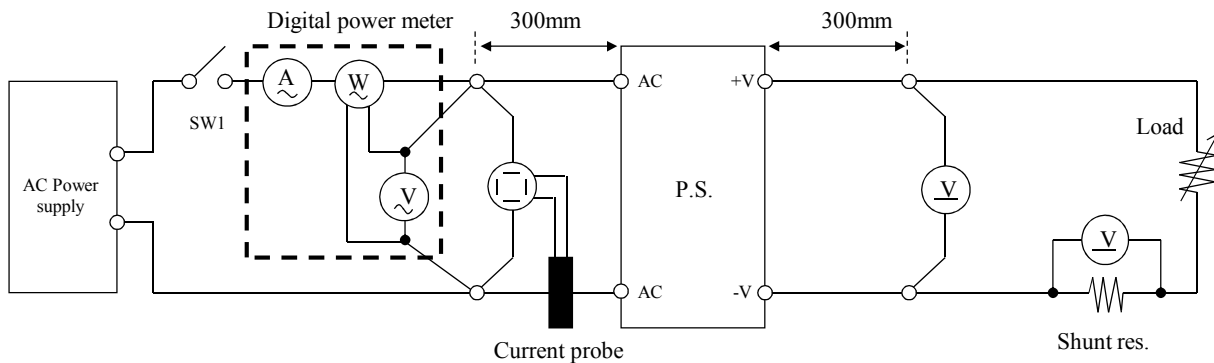 Digital power meter
300mm
300mm
A
W
AC
+V
SW1
Load
V
AC Power
supply
P.S.
V
V
AC
-V
Current probe
Shunt res.